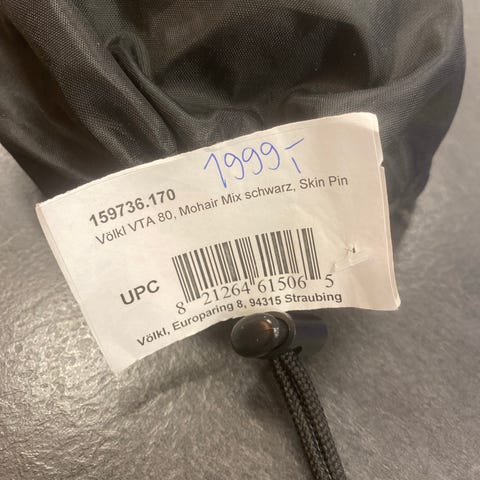 1999,-
159736.170
Völkl VTA 80, Mohair Mix schwarz, Skin Pin
UPC
8 21264 61506 5
Völkl, Europaring 8, 94315 Straubing